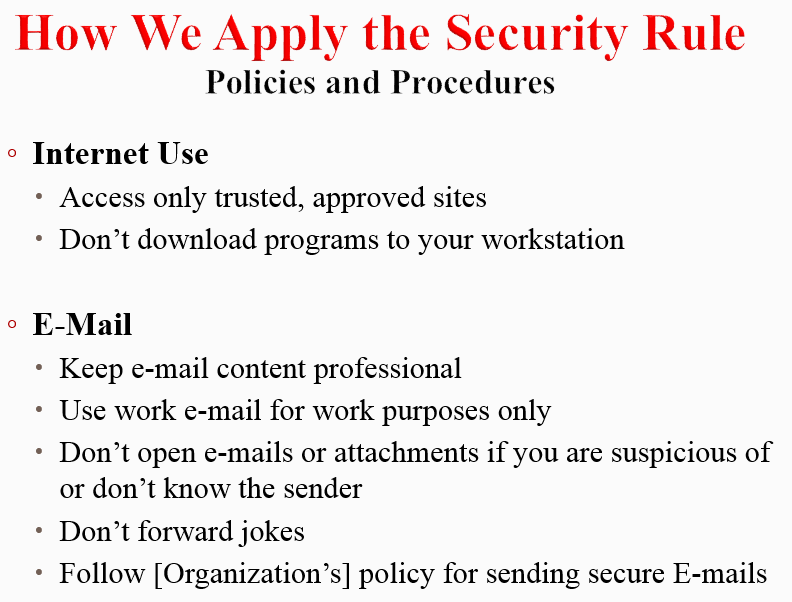 How We Apply the Security Rule
Policies and Procedures
Internet Use
Access only trusted, approved sites
Don’t download programs to your workstation
E-Mail
Keep e-mail content professional
Use work e-mail for work purposes only
Don’t open e-mails or attachments if you are suspicious of
or don’t know the sender
Don’t forward jokes
Follow [Organization’s] policy for sending secure E-mails